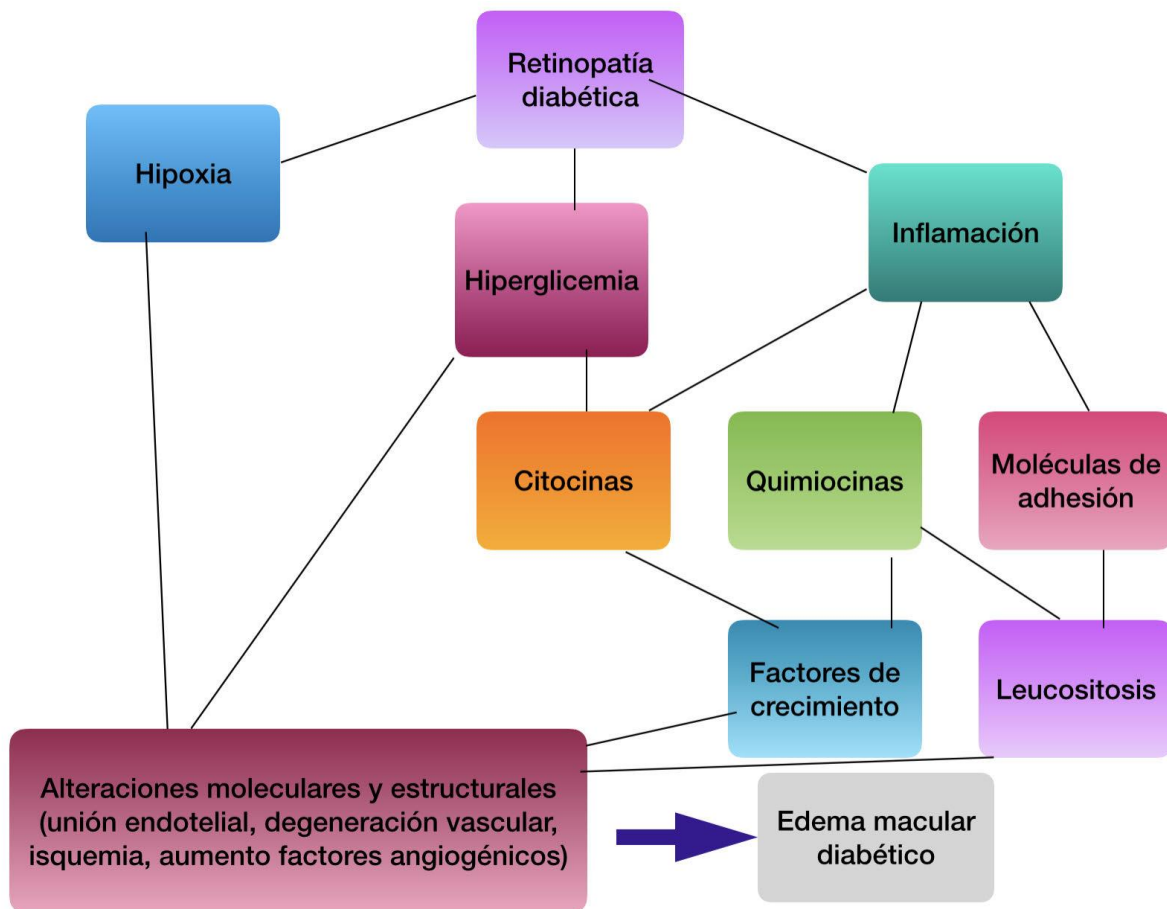 Retinopatía
diabética
Hipoxia
Inflamación
Hiperglicemia
Citocinas
Quimiocinas
Moléculas de
adhesión
Factores de
crecimiento
Leucositosis
Alteraciones moleculares y estructurales
(unión endotelial, degeneración vascular,
isquemia, aumento factores angiogénicos)
Edema macular
diabético